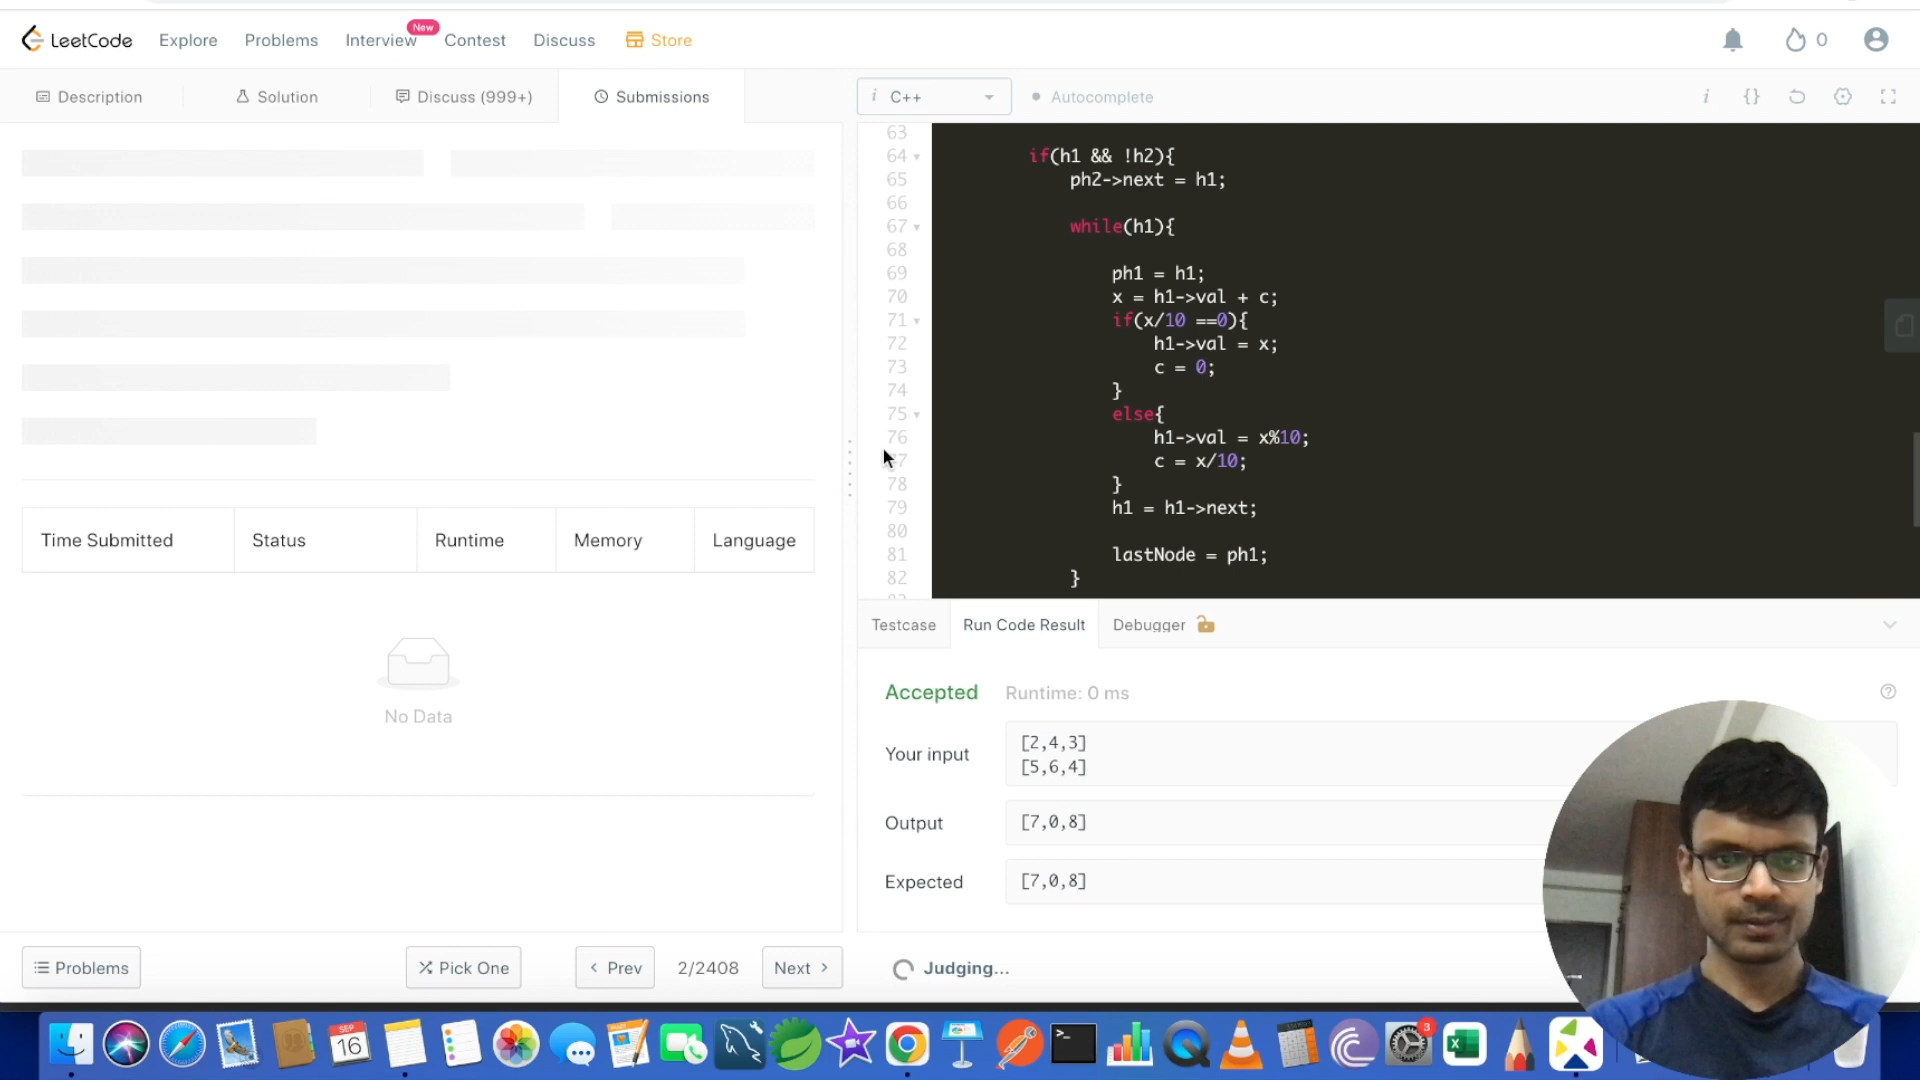 LeetCode
Explore
Problems
Interview
New
Contest
Discuss
Store
0
Description
Solution
Discuss (999+)
Submissions
i C++
Autocomplete
i {}
63
64 if(h1 && !h2){
65 ph2->next = h1;
66
67 while(h1){
68
69 ph1 = h1;
70 x = h1->val + c;
71 if(x/10 ==0){
72 h1->val = x;
73 c = 0;
74 }
75 else{
76 h1->val = x%10;
c = x/10;
78 }
79 h1 = h1->next;
80
81 lastNode = ph1;
82 }
Time Submitted
Status
Runtime
Memory
Language
No Data
Testcase
Run Code Result
Debugger
Accepted
Runtime: 0 ms
Your input
[2,4,3]
[5,6,4]
Output
[7,0,8]
Expected
[7,0,8]
Problems
Pick One
Prev
2/2408
Next
Judging...
SEP
16
3